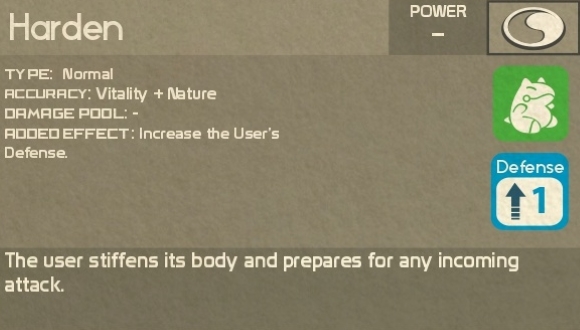 Harden
POWER
–
TYPE: Normal
ACCURACY: Vitality + Nature
DAMAGE POOL: -
ADDED EFFECT: Increase the User's
Defense.
Defense
1
The user stiffens its body and prepares for any incoming
attack.